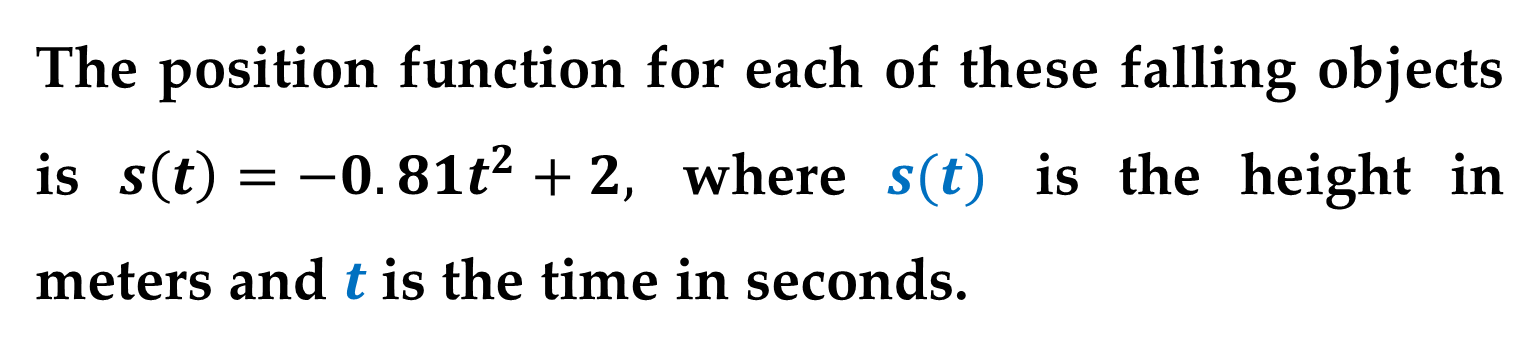 The position function for each of these falling objects
is s(t) = −0.81t² + 2, where s(t) is the height in
meters and t is the time in seconds.